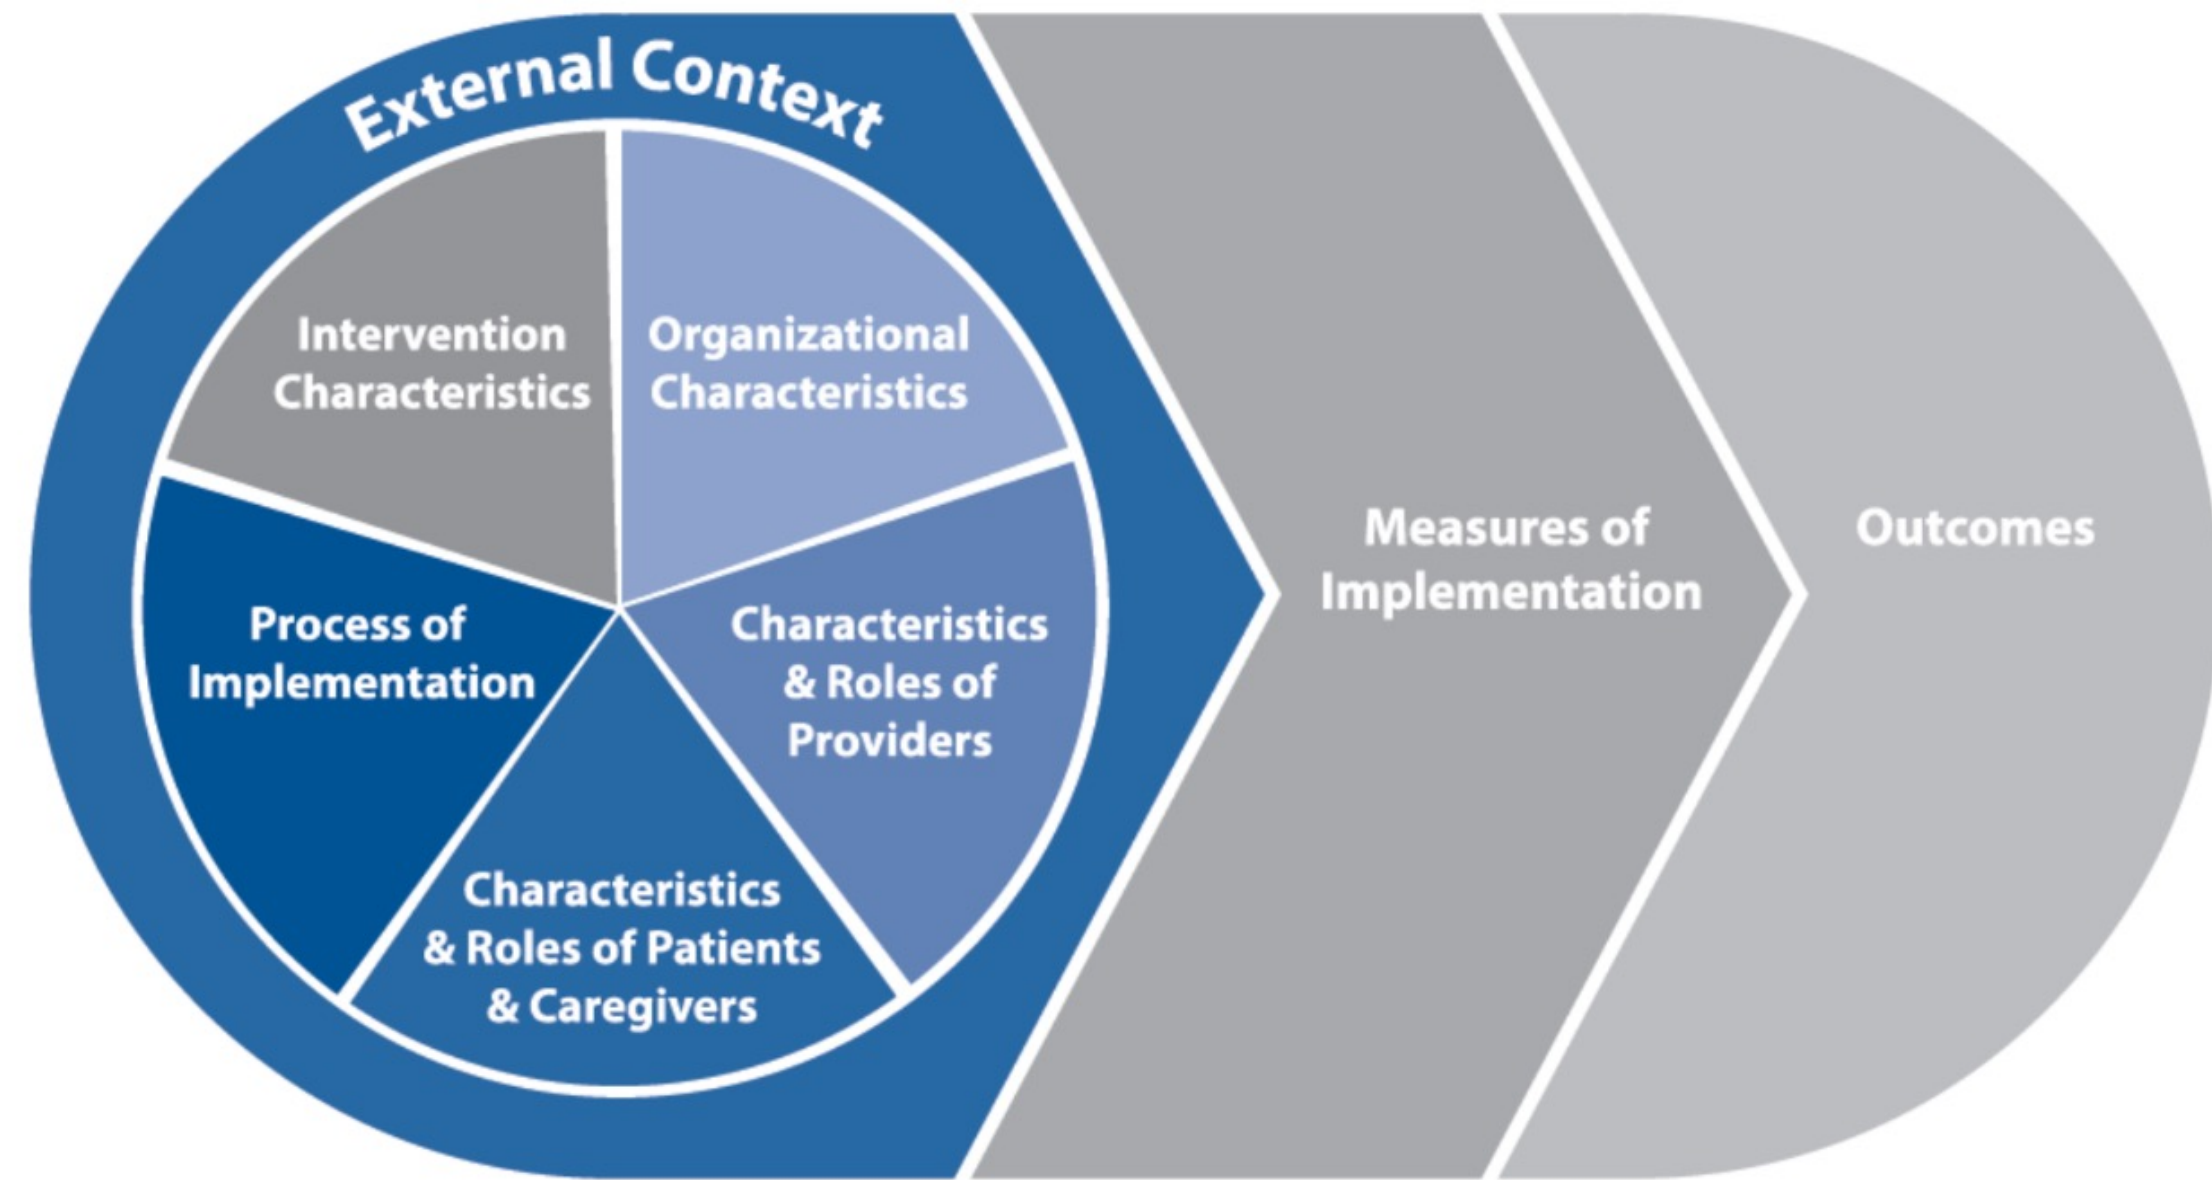 External Context
Intervention
Characteristics
Organizational
Characteristics
Process of
Implementation
Characteristics
& Roles of
Providers
Characteristics
& Roles of Patients
& Caregivers
Measures of
Implementation
Outcomes